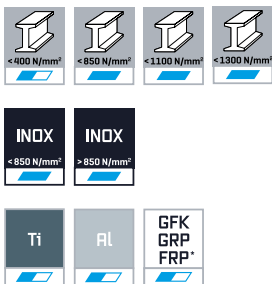 <400 N/mm² <850 N/mm² <1100 N/mm² <1300 N/mm²
INOX INOX
<850 N/mm² >850 N/mm²
Ti Al GFK
GRP
FRP*